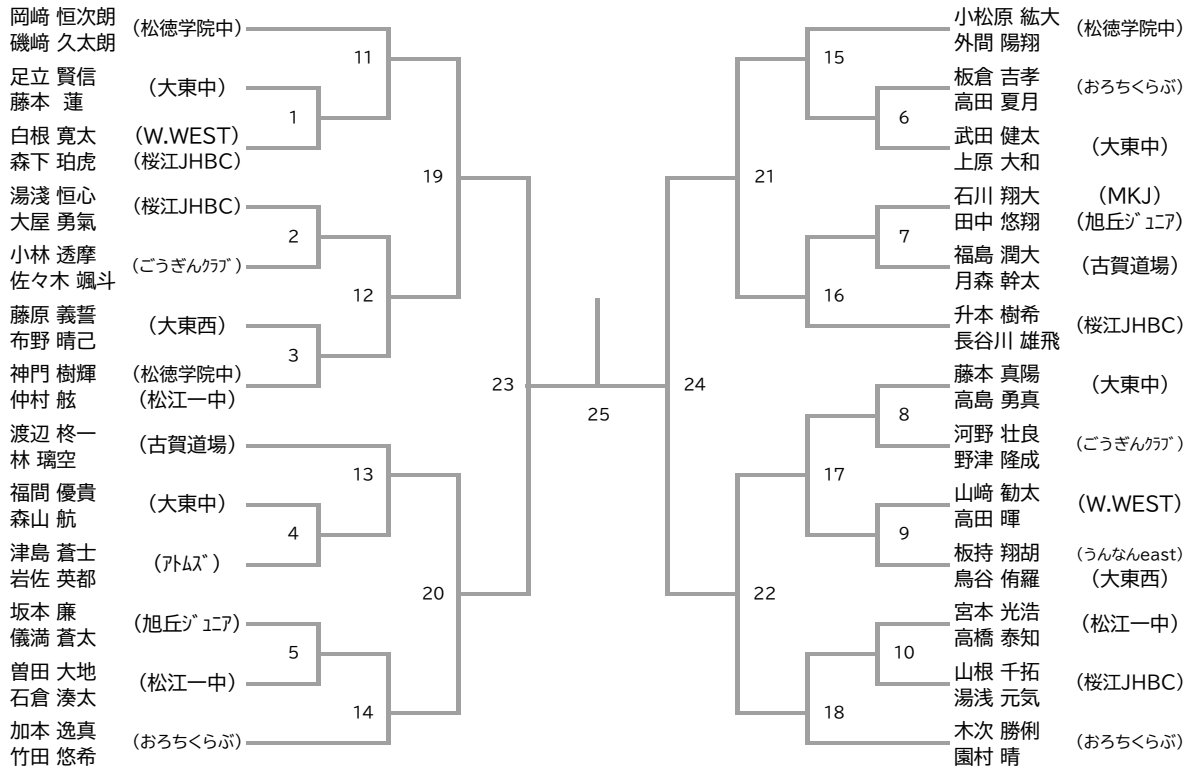 岡﨑 恒次朗
磯﨑 久太朗
(松徳学院中)
足立 賢信
藤本 蓮
(大東中)
白根 寛太
森下 珀虎
(W.WEST)
(桜江JHBC)
湯淺 恒心
大屋 勇氣
(桜江JHBC)
小林 透摩
佐々木 颯斗
(ごうぎんｸﾗﾌﾞ)
藤原 義誓
布野 晴己
(大東西)
神門 樹輝
仲村 舷
(松徳学院中)
(松江一中)
渡辺 柊一
林 璃空
(古賀道場)
福間 優貴
森山 航
(大東中)
津島 蒼士
岩佐 英都
(ｱﾄﾑｽﾞ)
坂本 廉
儀満 蒼太
(旭丘ｼﾞｭﾆｱ)
曽田 大地
石倉 湊太
(松江一中)
加本 逸真
竹田 悠希
(おろちくらぶ)
11
1
19
2
12
3
23
13
4
20
5
14
25
15
6
21
7
16
24
8
17
9
22
10
18
小松原 紘大
外間 陽翔
(松徳学院中)
板倉 吉孝
高田 夏月
(おろちくらぶ)
武田 健太
上原 大和
(大東中)
石川 翔大
田中 悠翔
(MKJ)
(旭丘ｼﾞｭﾆｱ)
福島 潤大
月森 幹太
(古賀道場)
升本 樹希
長谷川 雄飛
(桜江JHBC)
藤本 真陽
高島 勇真
(大東中)
河野 壮良
野津 隆成
(ごうぎんｸﾗﾌﾞ)
山﨑 勧太
高田 暉
(W.WEST)
板持 翔胡
鳥谷 侑羅
(うんなんeast)
(大東西)
宮本 光浩
高橋 泰知
(松江一中)
山根 千拓
湯浅 元気
(桜江JHBC)
木次 勝俐
園村 晴
(おろちくらぶ)